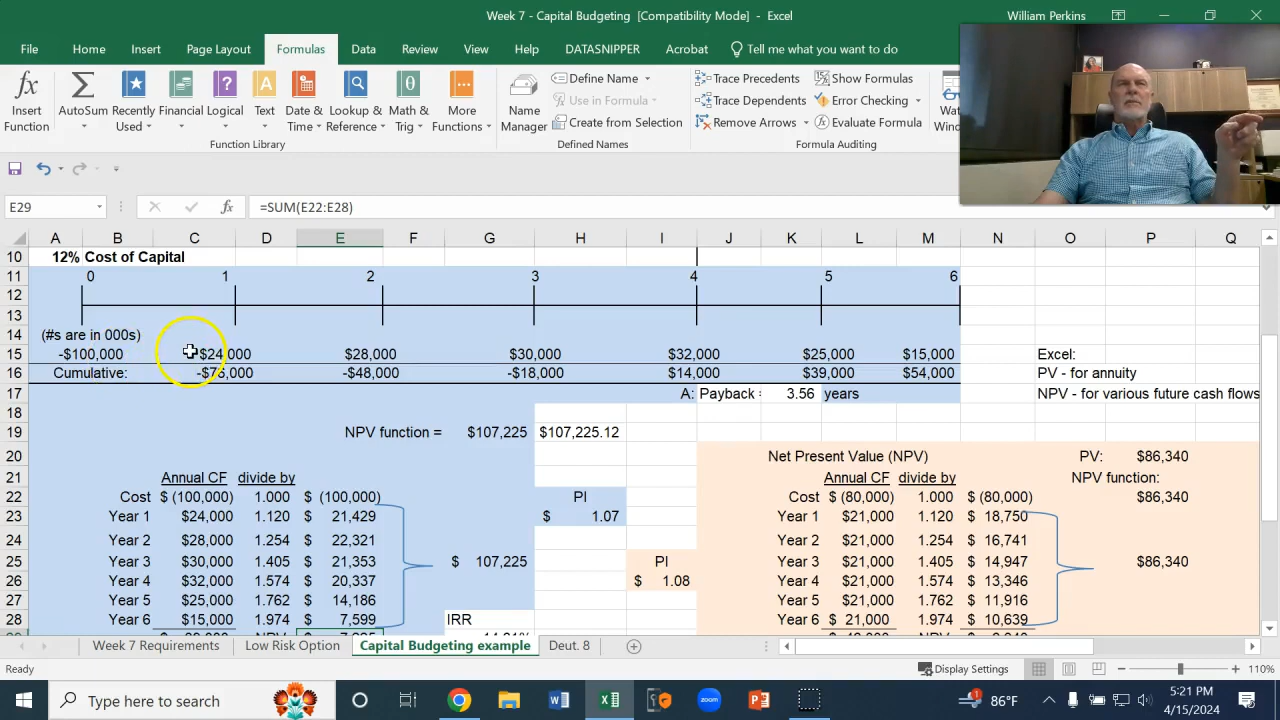 Week 7 - Capital Budgeting [Compatibility Mode] - Excel
William Perkins
File Home Insert Page Layout Formulas Data Review View Help DATASNIPPER Acrobat Tell me what you want to do
Insert Function
AutoSum
Recently Used
Financial
Logical
Text
Date & Time
Lookup & Reference
Math & Trig
More Functions
Function Library
Name Manager
Define Name
Use in Formula
Create from Selection
Defined Names
Trace Precedents
Trace Dependents
Remove Arrows
Show Formulas
Error Checking
Evaluate Formula
Formula Auditing
E29 fx =SUM(E22:E28)
A B C D E F G H I J K L M N O P Q
10 12% Cost of Capital
11 0 1 2 3 4 5 6
12
13
14 (#s are in 000s)
15 -$100,000 $24,000 $28,000 $30,000 $32,000 $25,000 $15,000 Excel:
16 Cumulative: -$48,000 -$18,000 $14,000 $39,000 $54,000 PV - for annuity
17 A: Payback = 3.56 years NPV - for various future cash flows
18
19 NPV function = $107,225 $107,225.12
20 Net Present Value (NPV) PV: $86,340
21 Annual CF divide by Annual CF divide by NPV function:
22 Cost $ (100,000) 1.000 $ (100,000) PI Cost $ (80,000) 1.000 $ (80,000) $86,340
23 Year 1 $24,000 1.120 $ 21,429 $ 1.07 Year 1 $21,000 1.120 $ 18,750
24 Year 2 $28,000 1.254 $ 22,321 Year 2 $21,000 1.254 $ 16,741
25 Year 3 $30,000 1.405 $ 21,353 $ 107,225 PI Year 3 $21,000 1.405 $ 14,947 $86,340
26 Year 4 $32,000 1.574 $ 20,337 $ 1.08 Year 4 $21,000 1.574 $ 13,346
27 Year 5 $25,000 1.762 $ 14,186 Year 5 $21,000 1.762 $ 11,916
28 Year 6 $15,000 1.974 $ 7,599 IRR Year 6 $ 21,000 1.974 $ 10,639
Week 7 Requirements Low Risk Option Capital Budgeting example Deut. 8
Ready Display Settings 110%
Type here to search
1
86°F
5:21 PM
4/15/2024